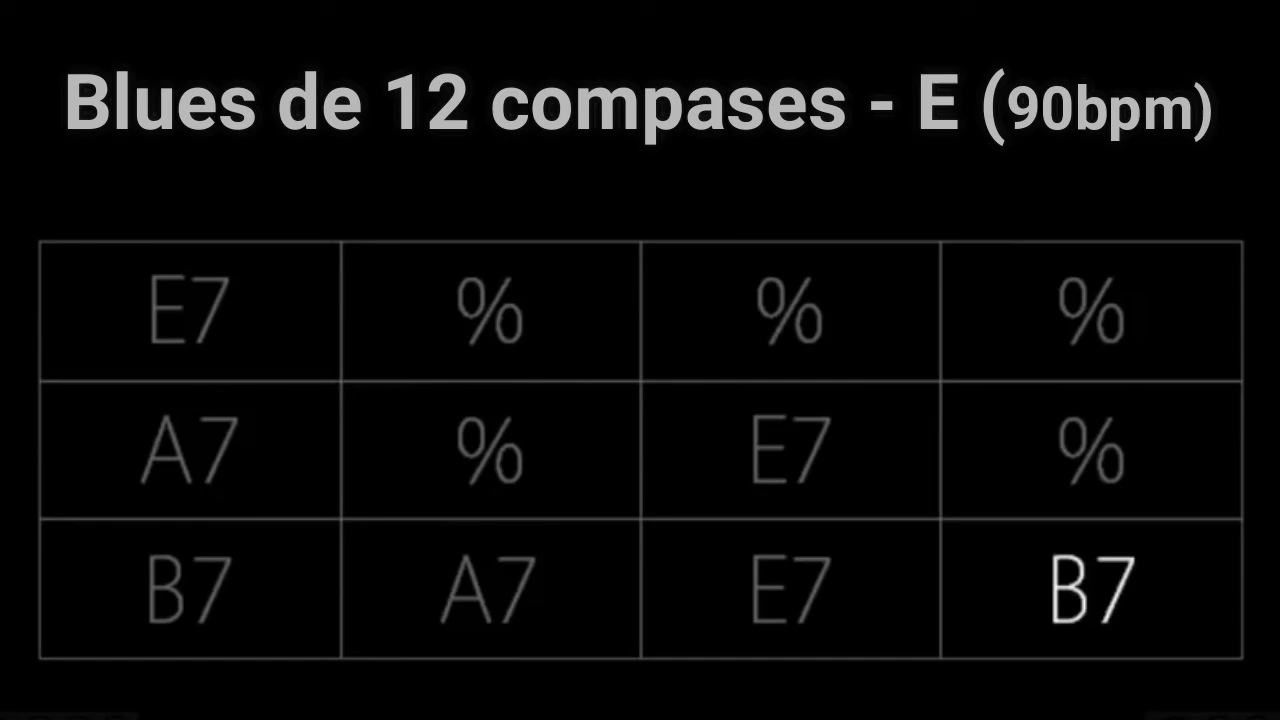 Blues de 12 compases - E (90bpm)
E7 % % %
A7 % E7 %
B7 A7 E7 B7